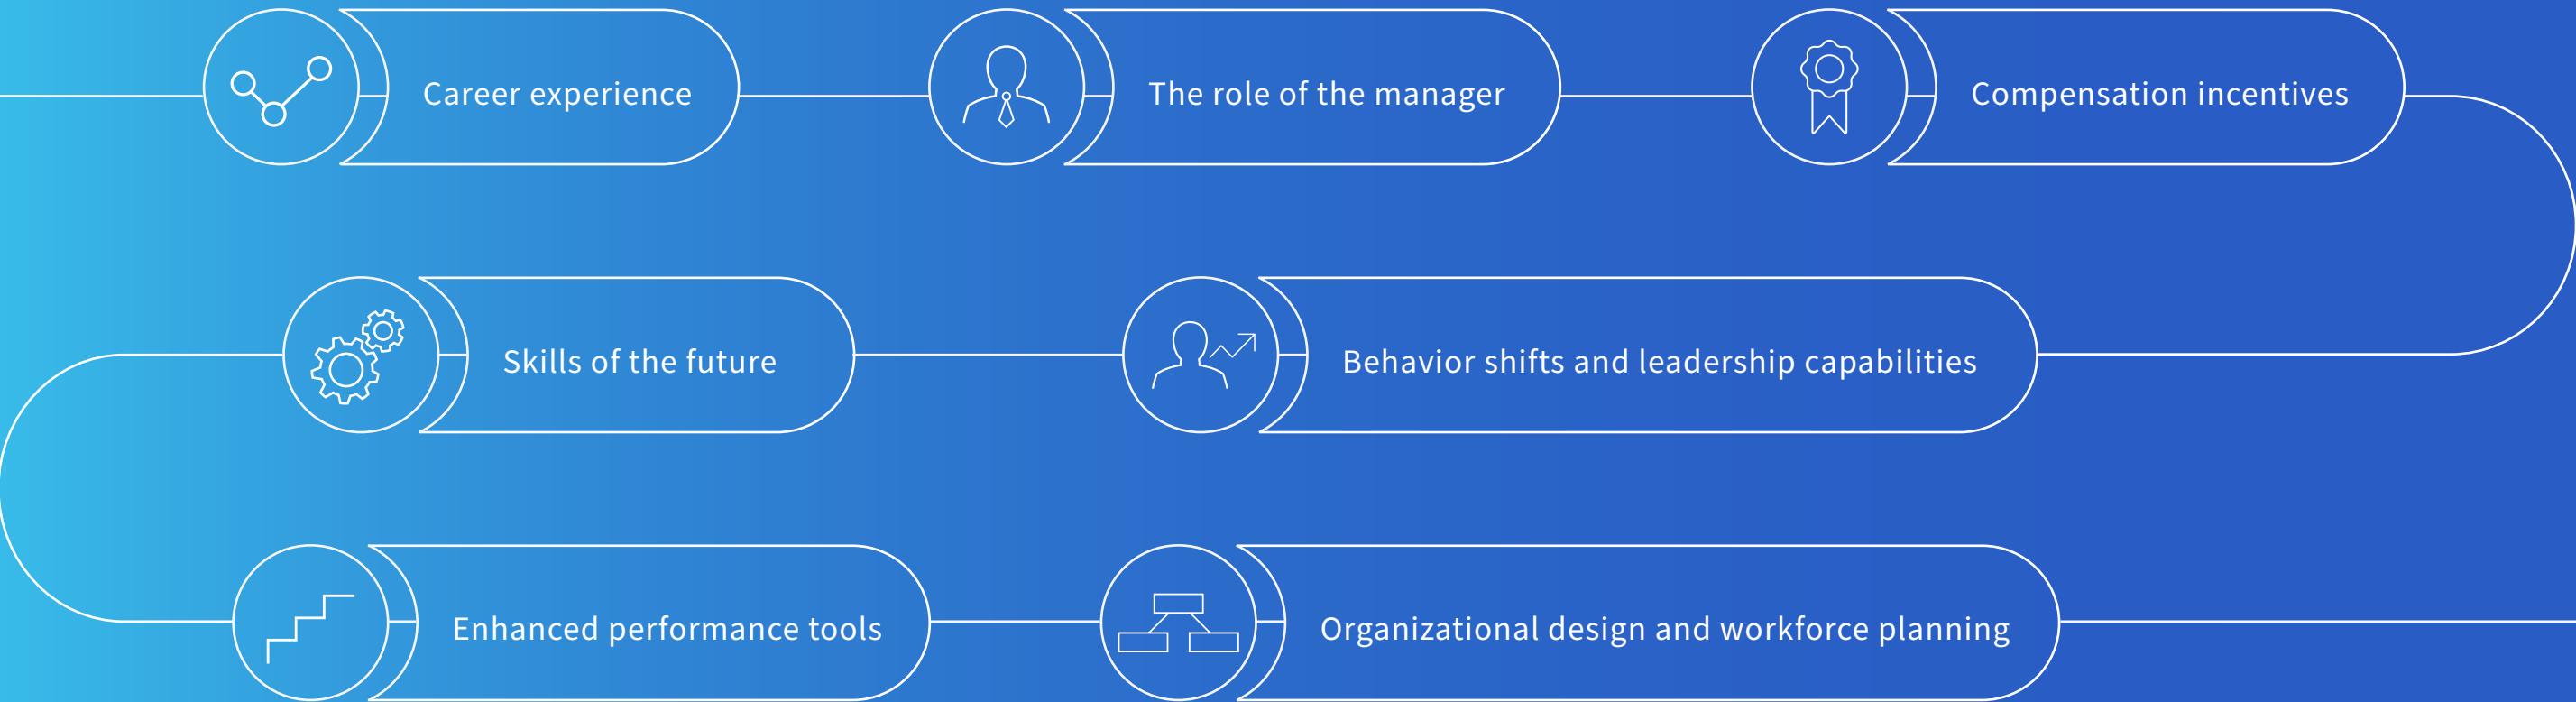 Career experience
The role of the manager
Compensation incentives
Skills of the future
Behavior shifts and leadership capabilities
Enhanced performance tools
Organizational design and workforce planning